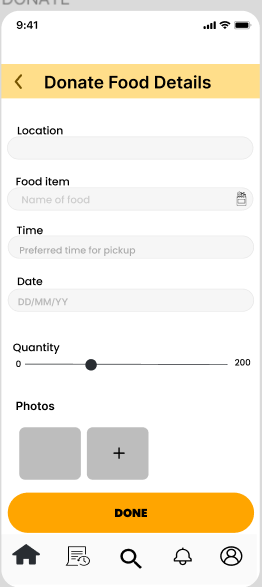 DONATE
9:41
Donate Food Details
Location
Food item
Name of food
Time
Preferred time for pickup
Date
DD/MM/YY
Quantity
0 200
Photos
+
DONE